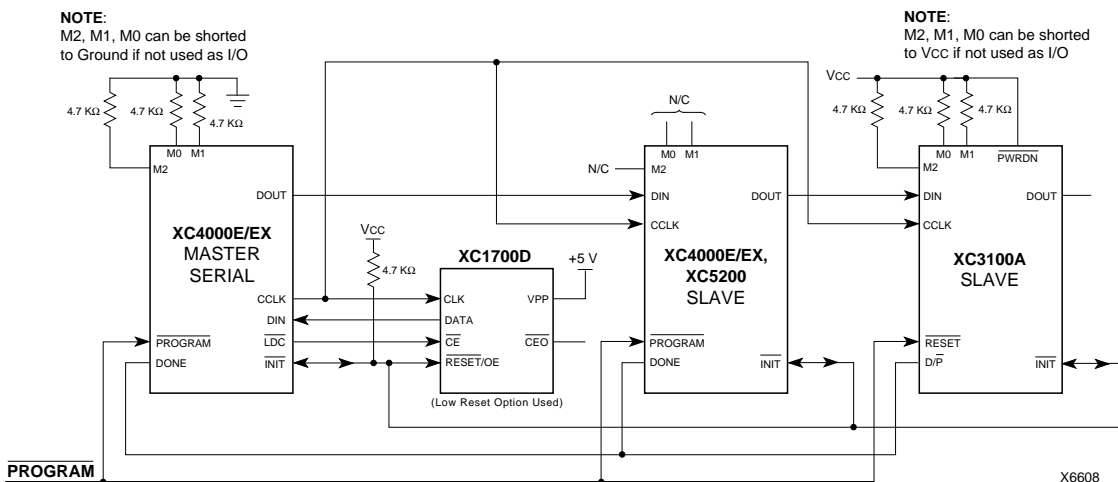 NOTE:
M2, M1, M0 can be shorted
to Ground if not used as I/O
NOTE:
M2, M1, M0 can be shorted
to VCC if not used as I/O
4.7 KΩ
4.7 KΩ
4.7 KΩ
M0 M1
M2
DOUT
XC4000E/EX
MASTER
SERIAL
CCLK
DIN
PROGRAM
LDC
DONE
INIT
VCC
4.7 KΩ
XC1700D
+5 V
CLK
VPP
DATA
CE
CEO
RESET/OE
(Low Reset Option Used)
N/C
M0 M1
N/C
M2
DIN
DOUT
CCLK
XC4000E/EX,
XC5200
SLAVE
PROGRAM
DONE
INIT
VCC
4.7 KΩ
4.7 KΩ
4.7 KΩ
M0 M1
PWRDN
M2
DIN
DOUT
CCLK
XC3100A
SLAVE
RESET
D/P
INIT
PROGRAM
X6608